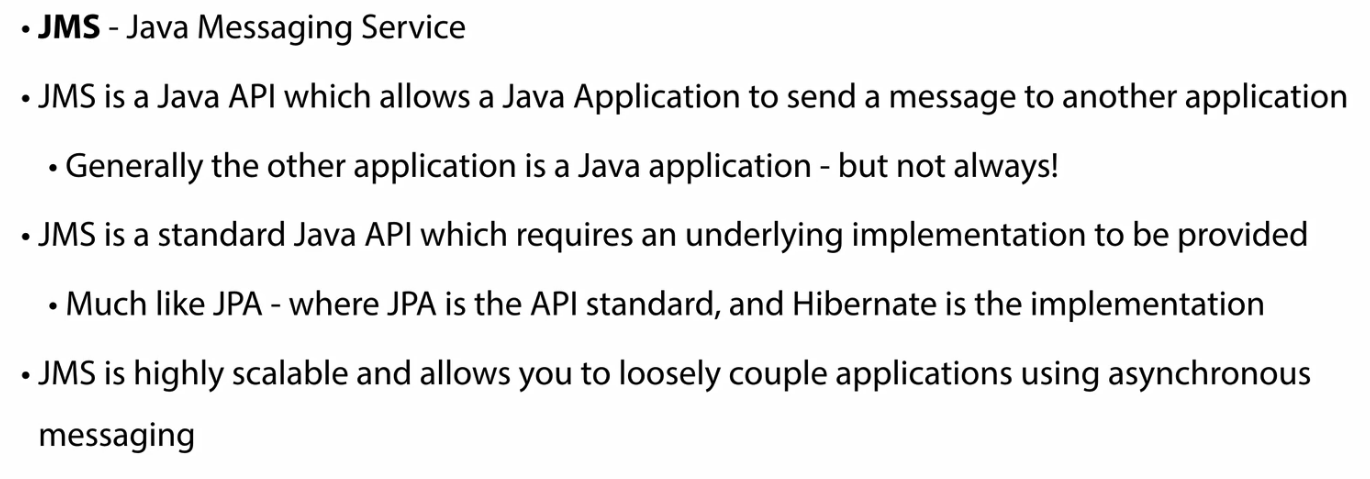 • JMS - Java Messaging Service
• JMS is a Java API which allows a Java Application to send a message to another application
• Generally the other application is a Java application - but not always!
• JMS is a standard Java API which requires an underlying implementation to be provided
• Much like JPA - where JPA is the API standard, and Hibernate is the implementation
• JMS is highly scalable and allows you to loosely couple applications using asynchronous
messaging